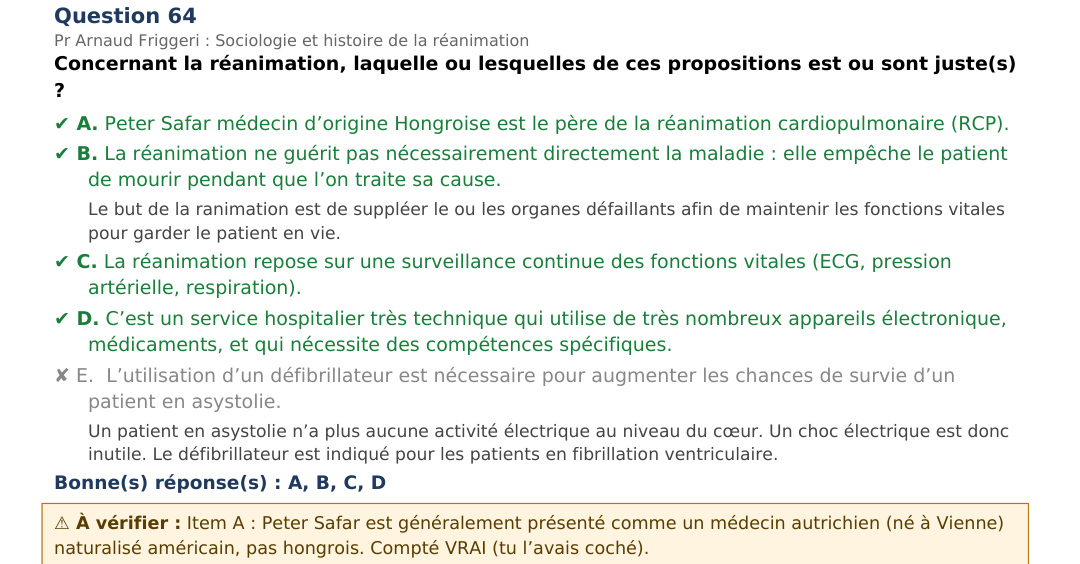 Question 64
Pr Arnaud Friggeri : Sociologie et histoire de la réanimation
Concernant la réanimation, laquelle ou lesquelles de ces propositions est ou sont juste(s)
?
✔ A. Peter Safar médecin d’origine Hongroise est le père de la réanimation cardiopulmonaire (RCP).
✔ B. La réanimation ne guérit pas nécessairement directement la maladie : elle empêche le patient
de mourir pendant que l’on traite sa cause.
Le but de la ranimation est de suppléer le ou les organes défaillants afin de maintenir les fonctions vitales
pour garder le patient en vie.
✔ C. La réanimation repose sur une surveillance continue des fonctions vitales (ECG, pression
artérielle, respiration).
✔ D. C’est un service hospitalier très technique qui utilise de très nombreux appareils électronique,
médicaments, et qui nécessite des compétences spécifiques.
✘ E. L’utilisation d’un défibrillateur est nécessaire pour augmenter les chances de survie d’un
patient en asystolie.
Un patient en asystolie n’a plus aucune activité électrique au niveau du cœur. Un choc électrique est donc
inutile. Le défibrillateur est indiqué pour les patients en fibrillation ventriculaire.
Bonne(s) réponse(s) : A, B, C, D
⚠ À vérifier : Item A : Peter Safar est généralement présenté comme un médecin autrichien (né à Vienne)
naturalisé américain, pas hongrois. Compté VRAI (tu l’avais coché).